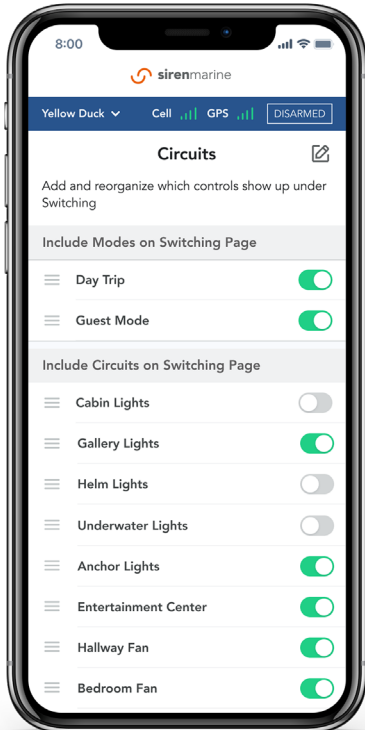 8:00
sirenmarine
Yellow Duck Cell GPS DISARMED
Circuits
Add and reorganize which controls show up under
Switching
Include Modes on Switching Page
Day Trip
Guest Mode
Include Circuits on Switching Page
Cabin Lights
Gallery Lights
Helm Lights
Underwater Lights
Anchor Lights
Entertainment Center
Hallway Fan
Bedroom Fan